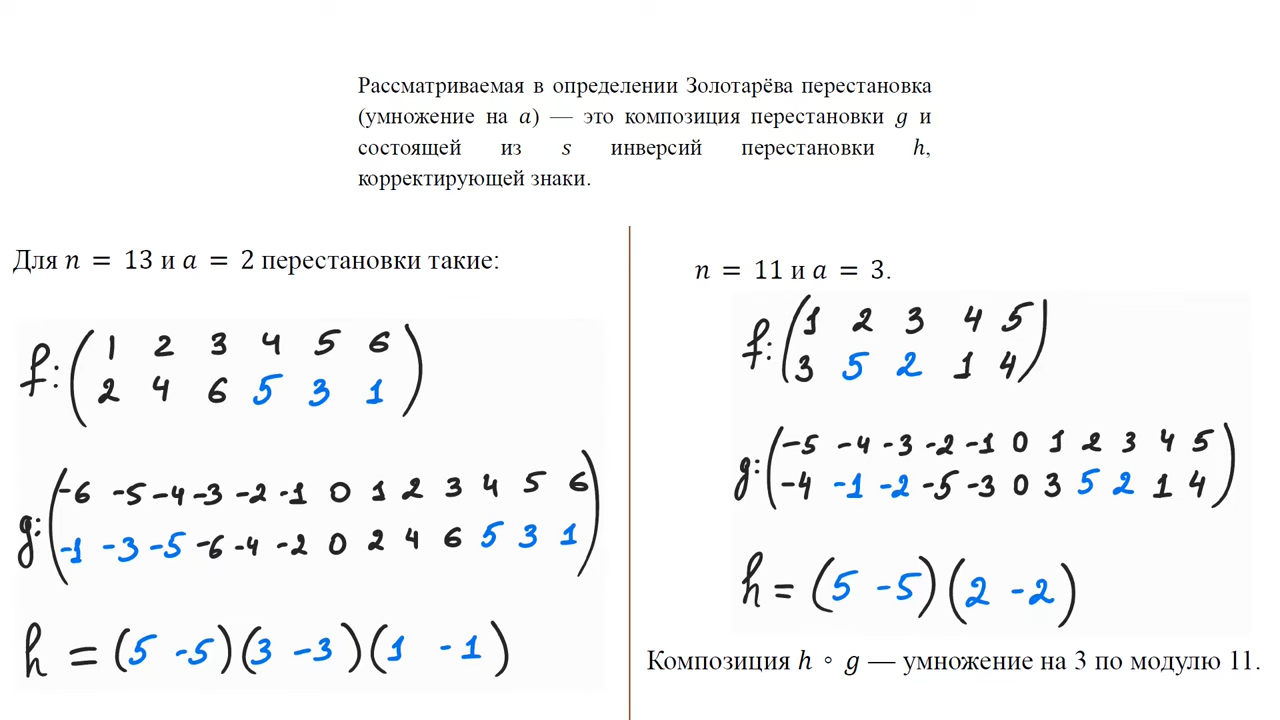 Рассматриваемая в определении Золотарёва перестановка
(умножение на a) — это композиция перестановки g и
состоящей из s инверсий перестановки h,
корректирующей знаки.
Для n = 13 и a = 2 перестановки такие:
f: (1 2 3 4 5 6
2 4 6 5 3 1)
g: (-6 -5 -4 -3 -2 -1 0 1 2 3 4 5 6
-1 -3 -5 -6 -4 -2 0 2 4 6 5 3 1)
h = (5 -5)(3 -3)(1 -1)
n = 11 и a = 3.
f: (1 2 3 4 5
3 5 2 1 4)
g: (-5 -4 -3 -2 -1 0 1 2 3 4 5
-4 -1 -2 -5 -3 0 3 5 2 1 4)
h = (5 -5)(2 -2)
Композиция h ∘ g — умножение на 3 по модулю 11.